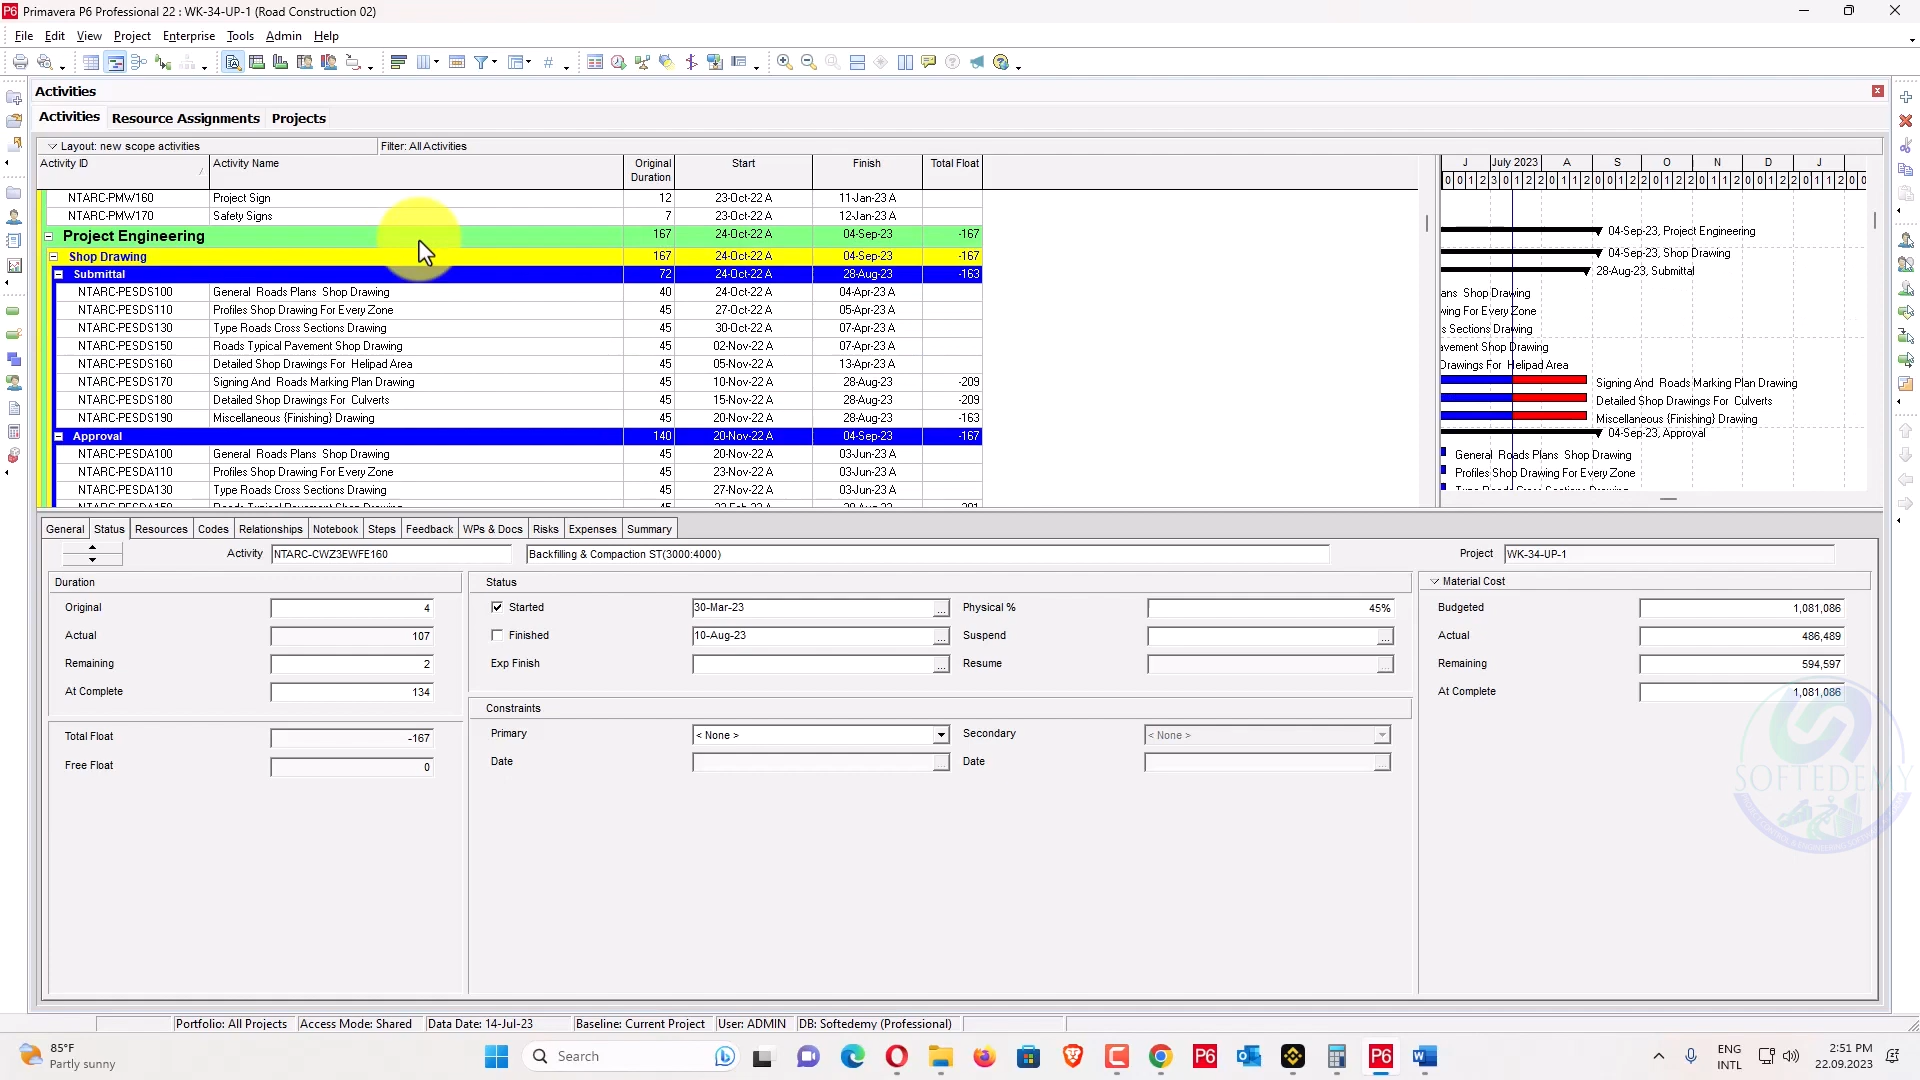 Primavera P6 Professional 22 : WK-34-UP-1 (Road Construction 02)
File Edit View Project Enterprise Tools Admin Help
Activities
Activities Resource Assignments Projects
Layout: new scope activities Filter: All Activities
Activity ID Activity Name Original Duration Start Finish Total Float
J July 2023 A S O N D J
NTARC-PMW160 Project Sign 12 23-Oct-22 A 11-Jan-23 A
NTARC-PMW170 Safety Signs 7 23-Oct-22 A 12-Jan-23 A
Project Engineering 167 24-Oct-22 A 04-Sep-23 -167 04-Sep-23, Project Engineering
Shop Drawing 167 24-Oct-22 A 04-Sep-23 -167 04-Sep-23, Shop Drawing
Submittal 72 24-Oct-22 A 28-Aug-23 -163 28-Aug-23, Submittal
NTARC-PESDS100 General Roads Plans Shop Drawing 40 24-Oct-22 A 04-Apr-23 A ans Shop Drawing
NTARC-PESDS110 Profiles Shop Drawing For Every Zone 45 27-Oct-22 A 05-Apr-23 A wing For Every Zone
NTARC-PESDS130 Type Roads Cross Sections Drawing 45 30-Oct-22 A 07-Apr-23 A s Sections Drawing
NTARC-PESDS150 Roads Typical Pavement Shop Drawing 45 02-Nov-22 A 07-Apr-23 A avement Shop Drawing
NTARC-PESDS160 Detailed Shop Drawings For Helipad Area 45 05-Nov-22 A 13-Apr-23 A Drawings For Helipad Area
NTARC-PESDS170 Signing And Roads Marking Plan Drawing 45 10-Nov-22 A 28-Aug-23 -209 Signing And Roads Marking Plan Drawing
NTARC-PESDS180 Detailed Shop Drawings For Culverts 45 15-Nov-22 A 28-Aug-23 -209 Detailed Shop Drawings For Culverts
NTARC-PESDS190 Miscellaneous {Finishing} Drawing 45 20-Nov-22 A 28-Aug-23 -163 Miscellaneous {Finishing} Drawing
Approval 140 20-Nov-22 A 04-Sep-23 -167 04-Sep-23, Approval
NTARC-PESDA100 General Roads Plans Shop Drawing 45 20-Nov-22 A 03-Jun-23 A General Roads Plans Shop Drawing
NTARC-PESDA110 Profiles Shop Drawing For Every Zone 45 23-Nov-22 A 03-Jun-23 A Profiles Shop Drawing For Every Zone
NTARC-PESDA130 Type Roads Cross Sections Drawing 45 27-Nov-22 A 03-Jun-23 A
General Status Resources Codes Relationships Notebook Steps Feedback WPs & Docs Risks Expenses Summary
Activity NTARC-CWZ3EWFE160 Backfilling & Compaction ST(3000:4000) Project WK-34-UP-1
Duration Status Material Cost
Original 4 Started 30-Mar-23 Physical % 45% Budgeted 1,081,086
Actual 107 Finished 10-Aug-23 Suspend Actual 486,489
Remaining 2 Exp Finish Resume Remaining 594,597
At Complete 134 At Complete 1,081,086
Constraints
Total Float -167 Primary < None > Secondary < None >
Free Float 0 Date Date
SOFTEDEMY
Portfolio: All Projects Access Mode: Shared Data Date: 14-Jul-23 Baseline: Current Project User: ADMIN DB: Softedemy (Professional)
85°F
Partly sunny
Search
ENG
INTL
2:51 PM
22.09.2023